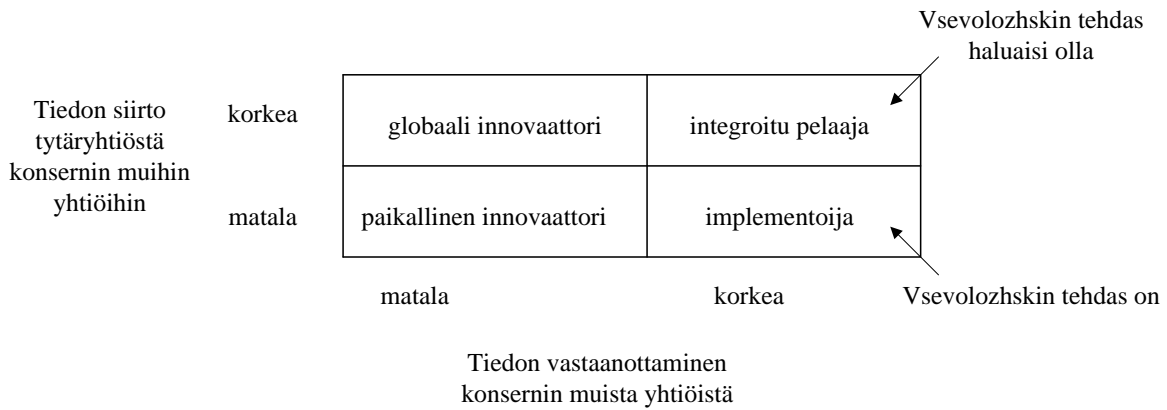 Vsevolozhskin tehdas
haluaisi olla
Tiedon siirto
tytäryhtiöstä
konsernin muihin
yhtiöihin
korkea
globaali innovaattori
integroitu pelaaja
matala
paikallinen innovaattori
implementoija
matala
korkea
Vsevolozhskin tehdas on
Tiedon vastaanottaminen
konsernin muista yhtiöistä